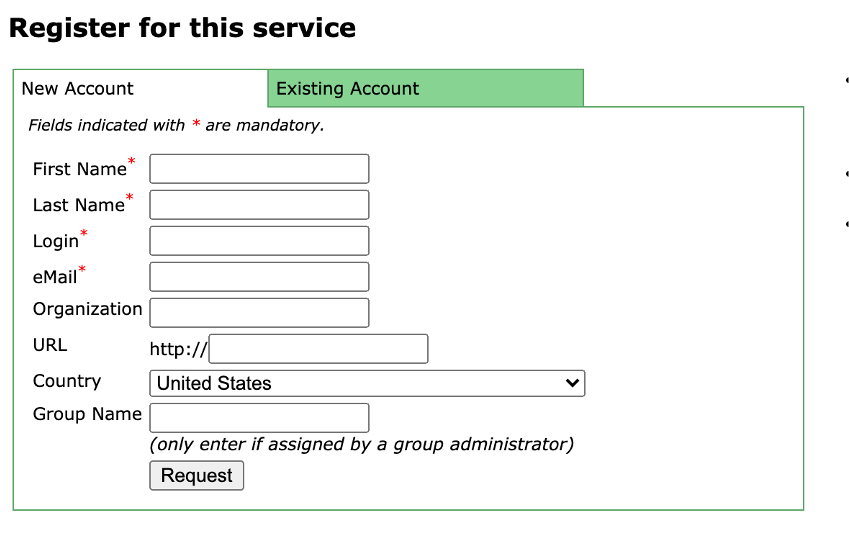 Register for this service
New Account
Existing Account
Fields indicated with * are mandatory.
First Name*
Last Name*
Login*
eMail*
Organization
URL http://
Country United States
Group Name
(only enter if assigned by a group administrator)
Request